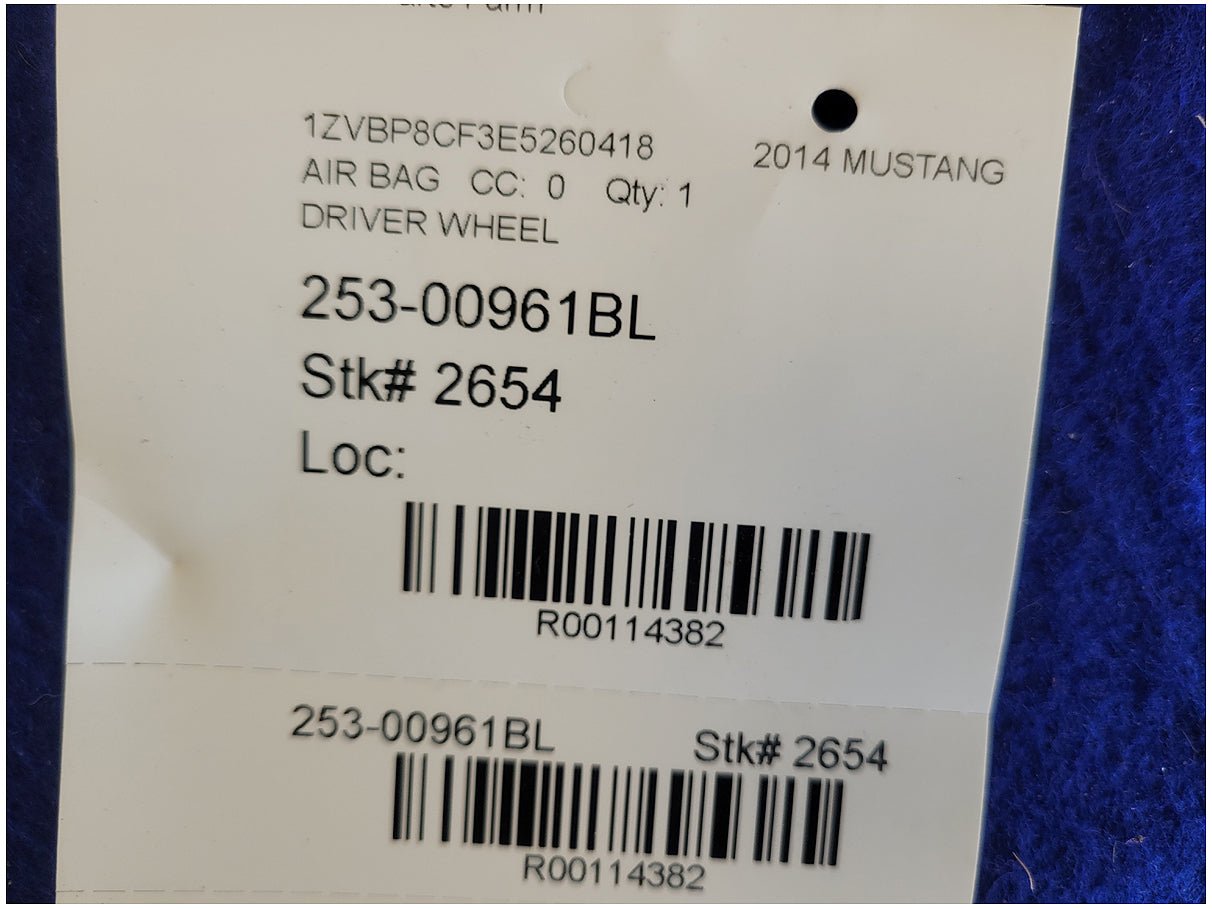 1ZVBP8CF3E5260418
2014 MUSTANG
AIR BAG CC: 0 Qty: 1
DRIVER WHEEL
253-00961BL
Stk# 2654
Loc:
R00114382
253-00961BL Stk# 2654
R00114382